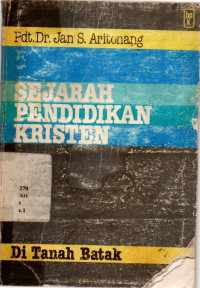 Pdt. Dr. Jan S. Aritonang
SEJARAH
PENDIDIKAN
KRISTEN
270
Ari
s
c.1
Di Tanah Batak